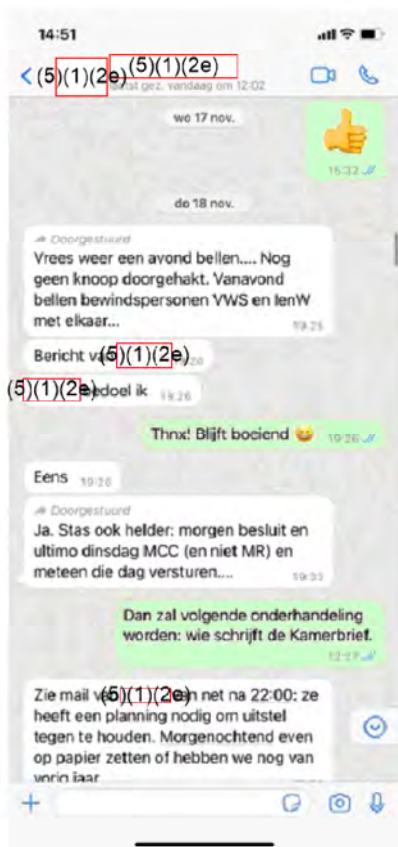 14:51
(5)(1)(2e) (5)(1)(2e)
laatst gez. vandaag om 12:02
wo 17 nov.
15:32
do 18 nov.
Doorgestuurd
Vrees weer een avond bellen.... Nog
geen knoop doorgehakt. Vanavond
bellen bewindspersonen VWS en IenW
met elkaar...
19:25
Bericht va (5)(1)(2e)
(5)(1)(2e) bedoel ik 19:26
Thnx! Blijft boeiend 😄 19:26
Eens 19:26
Doorgestuurd
Ja. Stas ook helder: morgen besluit en
ultimo dinsdag MCC (en niet MR) en
meteen die dag versturen....
19:33
Dan zal volgende onderhandeling
worden: wie schrijft de Kamerbrief.
Zie mail v (5)(1)(2e) n net na 22:00: ze
heeft een planning nodig om uitstel
tegen te houden. Morgenochtend even
op papier zetten of hebben we nog van
vorig jaar